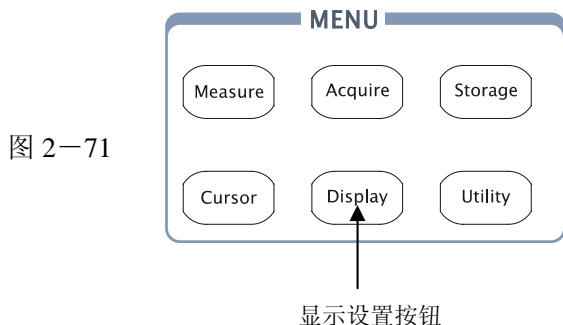 MENU
Measure Acquire Storage
图 2－71
Cursor Display Utility
显示设置按钮